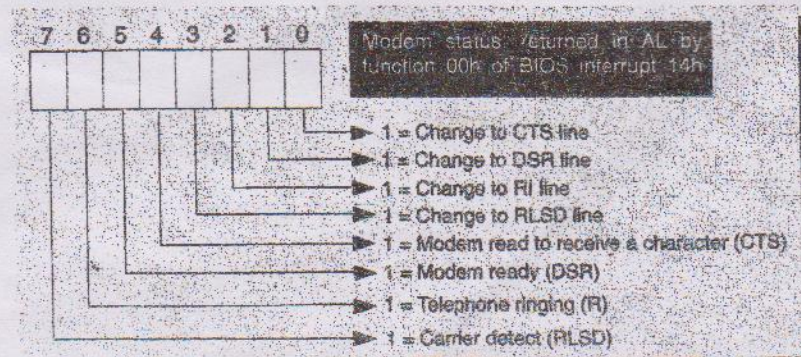 7 6 5 4 3 2 1 0
Modem status returned in AL by
function 00h of BIOS interrupt 14h
1 = Change to CTS line
1 = Change to DSR line
1 = Change to RI line
1 = Change to RLSD line
1 = Modem read to receive a character (CTS)
1 = Modem ready (DSR)
1 = Telephone ringing (R)
1 = Carrier detect (RLSD)